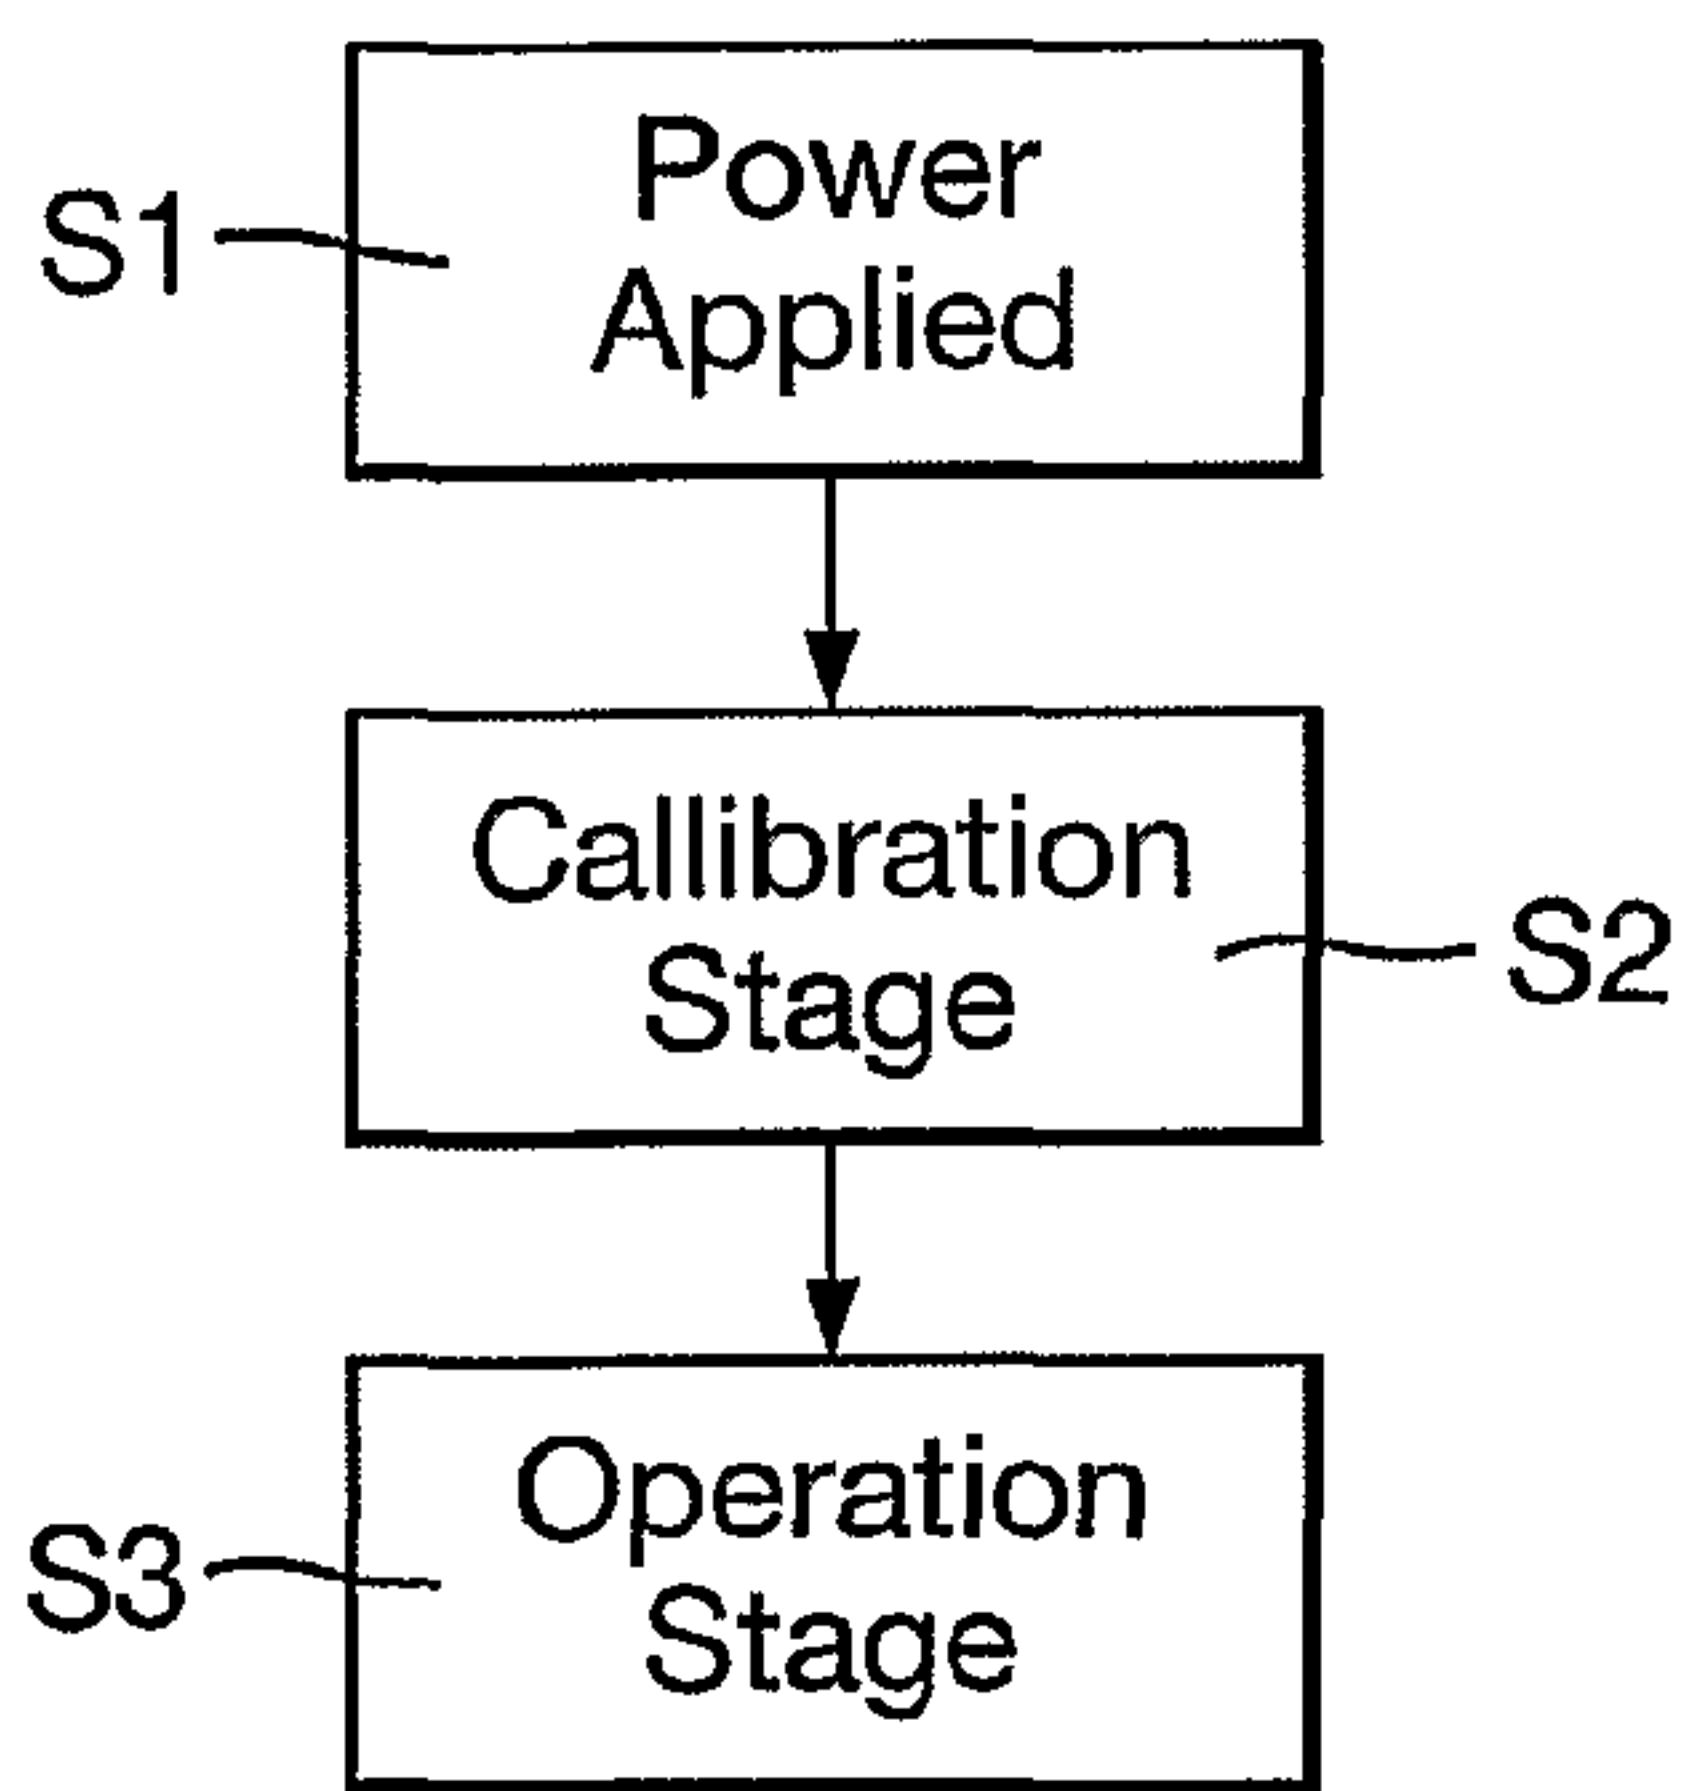 Power
S1
Applied
Callibration
S2
Stage
Operation
S3
Stage